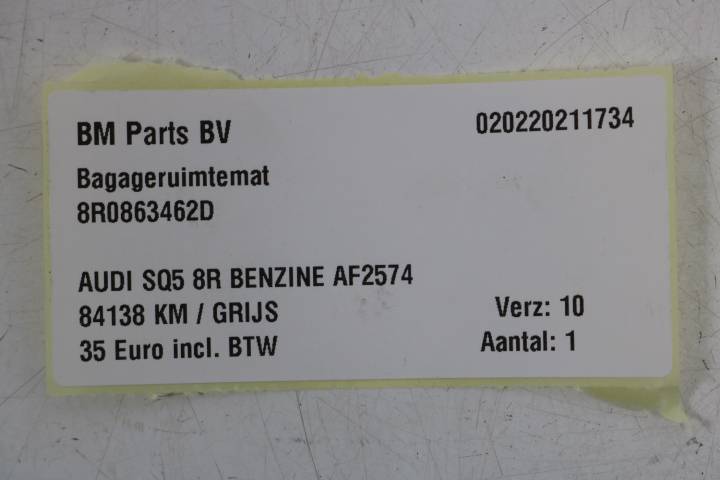 BM Parts BV
020220211734
Bagageruimtemat
8R0863462D
AUDI SQ5 8R BENZINE AF2574
84138 KM / GRIJS
Verz: 10
35 Euro incl. BTW
Aantal: 1